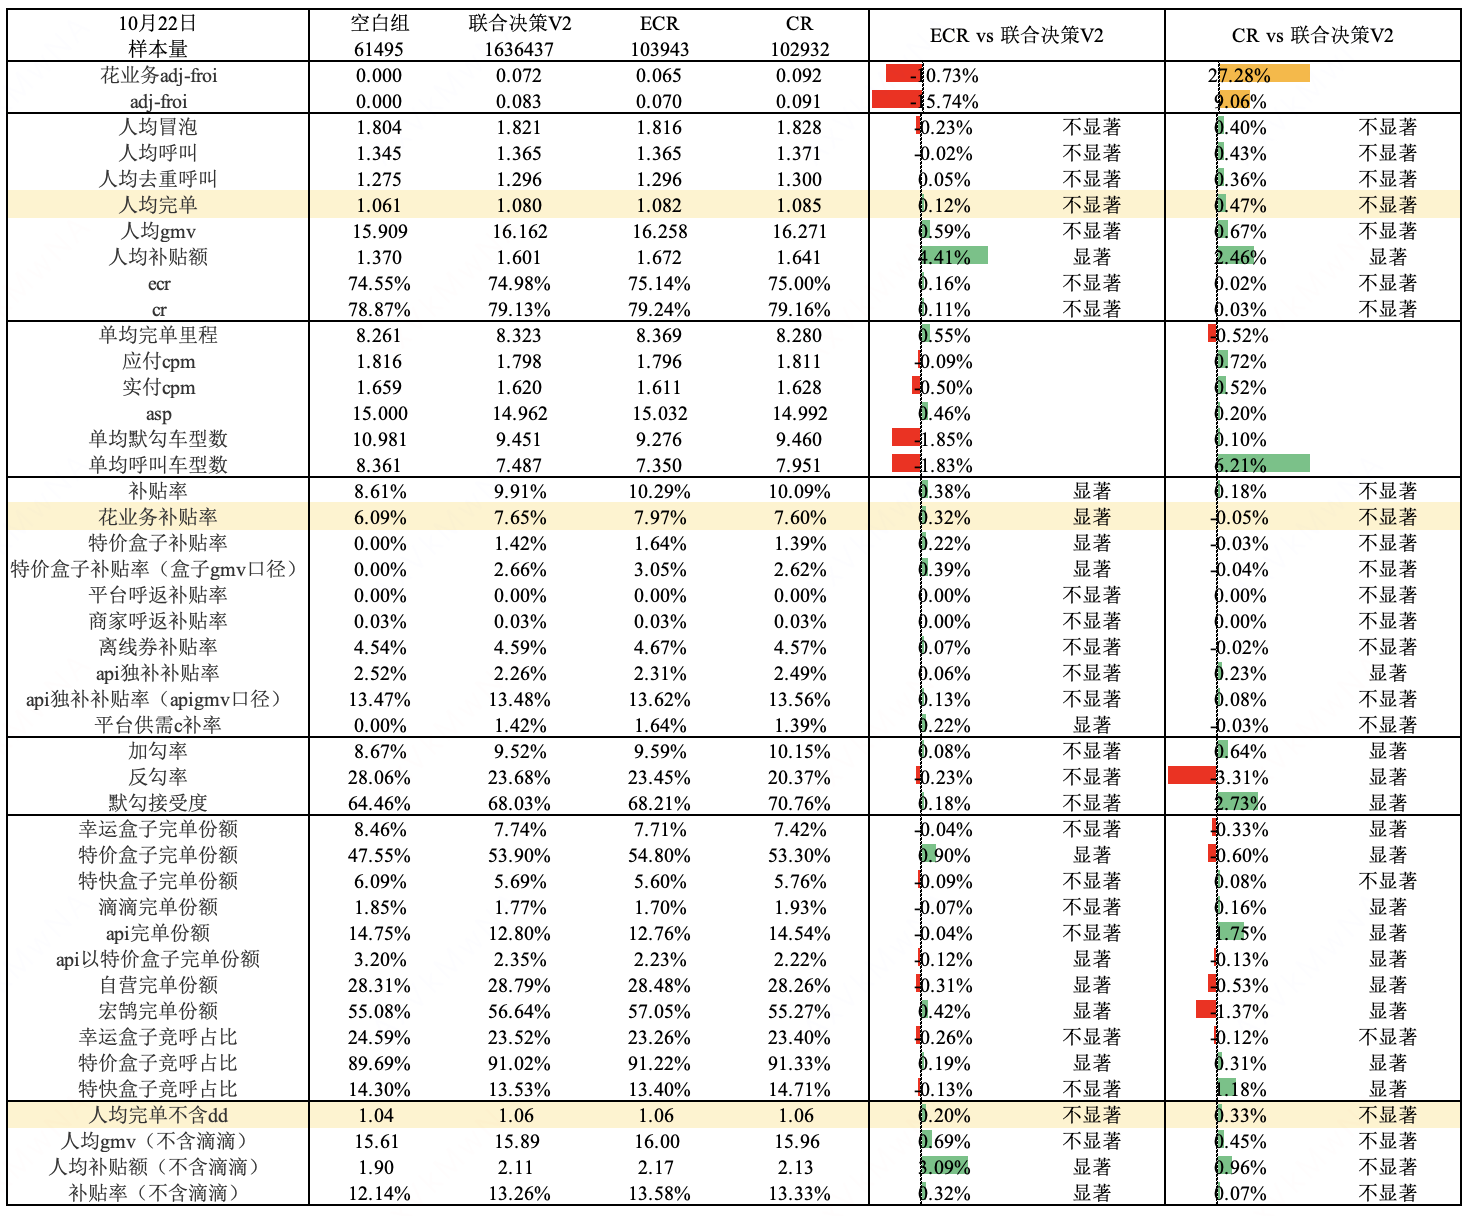 10月22日 空白组 联合决策V2 ECR CR ECR vs 联合决策V2 CR vs 联合决策V2
样本量 61495 1636437 103943 102932
花业务adj-froi 0.000 0.072 0.065 0.092 -10.73% 27.28%
adj-froi 0.000 0.083 0.070 0.091 -15.74% 9.06%
人均冒泡 1.804 1.821 1.816 1.828 -0.23% 不显著 0.40% 不显著
人均呼叫 1.345 1.365 1.365 1.371 -0.02% 不显著 0.43% 不显著
人均去重呼叫 1.275 1.296 1.296 1.300 0.05% 不显著 0.36% 不显著
人均完单 1.061 1.080 1.082 1.085 0.12% 不显著 0.47% 不显著
人均gmv 15.909 16.162 16.258 16.271 0.59% 不显著 0.67% 不显著
人均补贴额 1.370 1.601 1.672 1.641 4.41% 显著 2.46% 显著
ecr 74.55% 74.98% 75.14% 75.00% 0.16% 不显著 0.02% 不显著
cr 78.87% 79.13% 79.24% 79.16% 0.11% 不显著 0.03% 不显著
单均完单里程 8.261 8.323 8.369 8.280 0.55% -0.52%
应付cpm 1.816 1.798 1.796 1.811 -0.09% 0.72%
实付cpm 1.659 1.620 1.611 1.628 -0.50% 0.52%
asp 15.000 14.962 15.032 14.992 0.46% 0.20%
单均默勾车型数 10.981 9.451 9.276 9.460 -1.85% 0.10%
单均呼叫车型数 8.361 7.487 7.350 7.951 -1.83% 6.21%
补贴率 8.61% 9.91% 10.29% 10.09% 0.38% 显著 0.18% 不显著
花业务补贴率 6.09% 7.65% 7.97% 7.60% 0.32% 显著 -0.05% 不显著
特价盒子补贴率 0.00% 1.42% 1.64% 1.39% 0.22% 显著 -0.03% 不显著
特价盒子补贴率（盒子gmv口径） 0.00% 2.66% 3.05% 2.62% 0.39% 显著 -0.04% 不显著
平台呼返补贴率 0.00% 0.00% 0.00% 0.00% 0.00% 不显著 0.00% 不显著
商家呼返补贴率 0.03% 0.03% 0.03% 0.03% 0.00% 不显著 0.00% 不显著
离线券补贴率 4.54% 4.59% 4.67% 4.57% 0.07% 不显著 -0.02% 不显著
api独补补贴率 2.52% 2.26% 2.31% 2.49% 0.06% 不显著 0.23% 显著
api独补补贴率（apigmv口径） 13.47% 13.48% 13.62% 13.56% 0.13% 不显著 0.08% 不显著
平台供需c补率 0.00% 1.42% 1.64% 1.39% 0.22% 显著 -0.03% 不显著
加勾率 8.67% 9.52% 9.59% 10.15% 0.08% 不显著 0.64% 显著
反勾率 28.06% 23.68% 23.45% 20.37% -0.23% 不显著 -3.31% 显著
默勾接受度 64.46% 68.03% 68.21% 70.76% 0.18% 不显著 2.73% 显著
幸运盒子完单份额 8.46% 7.74% 7.71% 7.42% -0.04% 不显著 -0.33% 显著
特价盒子完单份额 47.55% 53.90% 54.80% 53.30% 0.90% 显著 -0.60% 显著
特快盒子完单份额 6.09% 5.69% 5.60% 5.76% -0.09% 不显著 0.08% 不显著
滴滴完单份额 1.85% 1.77% 1.70% 1.93% -0.07% 不显著 0.16% 显著
api完单份额 14.75% 12.80% 12.76% 14.54% -0.04% 不显著 1.75% 显著
api以特价盒子完单份额 3.20% 2.35% 2.23% 2.22% -0.12% 显著 -0.13% 显著
自营完单份额 28.31% 28.79% 28.48% 28.26% -0.31% 显著 -0.53% 显著
宏鹄完单份额 55.08% 56.64% 57.05% 55.27% 0.42% 显著 -1.37% 显著
幸运盒子竞呼占比 24.59% 23.52% 23.26% 23.40% -0.26% 不显著 -0.12% 不显著
特价盒子竞呼占比 89.69% 91.02% 91.22% 91.33% 0.19% 显著 0.31% 显著
特快盒子竞呼占比 14.30% 13.53% 13.40% 14.71% -0.13% 不显著 1.18% 显著
人均完单不含dd 1.04 1.06 1.06 1.06 0.20% 不显著 0.33% 不显著
人均gmv（不含滴滴） 15.61 15.89 16.00 15.96 0.69% 不显著 0.45% 不显著
人均补贴额（不含滴滴） 1.90 2.11 2.17 2.13 3.09% 显著 0.96% 不显著
补贴率（不含滴滴） 12.14% 13.26% 13.58% 13.33% 0.32% 显著 0.07% 不显著